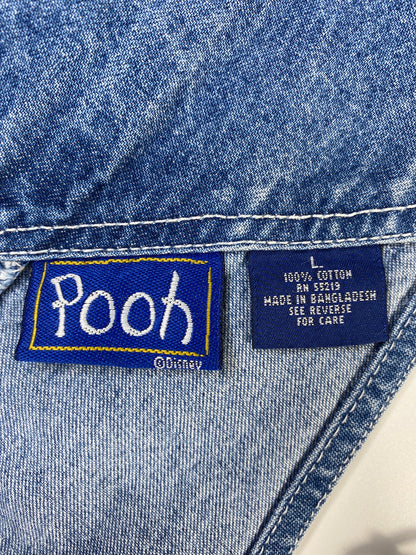 Pooh
©Disney
L
100% COTTON
RN 55219
MADE IN BANGLADESH
SEE REVERSE
FOR CARE